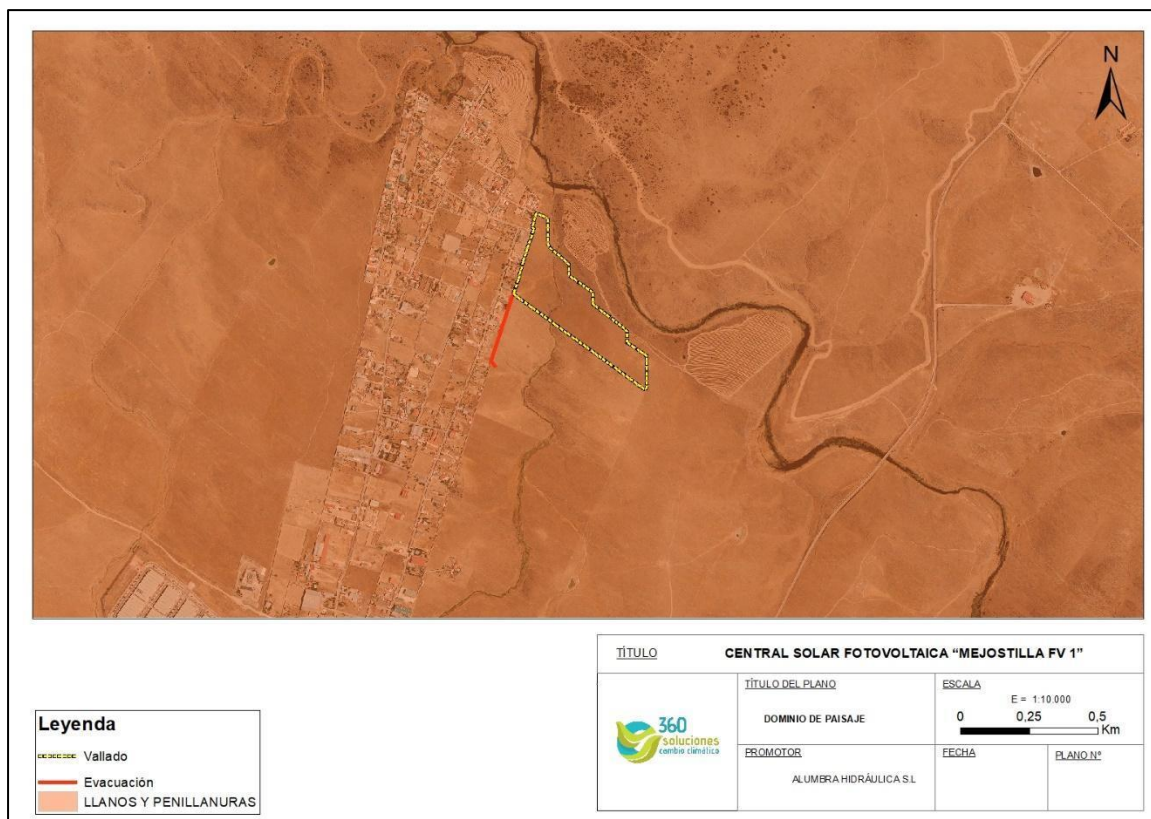 N
TÍTULO
CENTRAL SOLAR FOTOVOLTAICA “MEJOSTILLA FV 1”
360
soluciones
cambio climático
TÍTULO DEL PLANO
DOMINIO DE PAISAJE
ESCALA
E = 1:10.000
0 0,25 0,5
Km
PROMOTOR
ALUMBRA HIDRÁULICA S.L
FECHA
PLANO Nº
Leyenda
Vallado
Evacuación
LLANOS Y PENILLANURAS